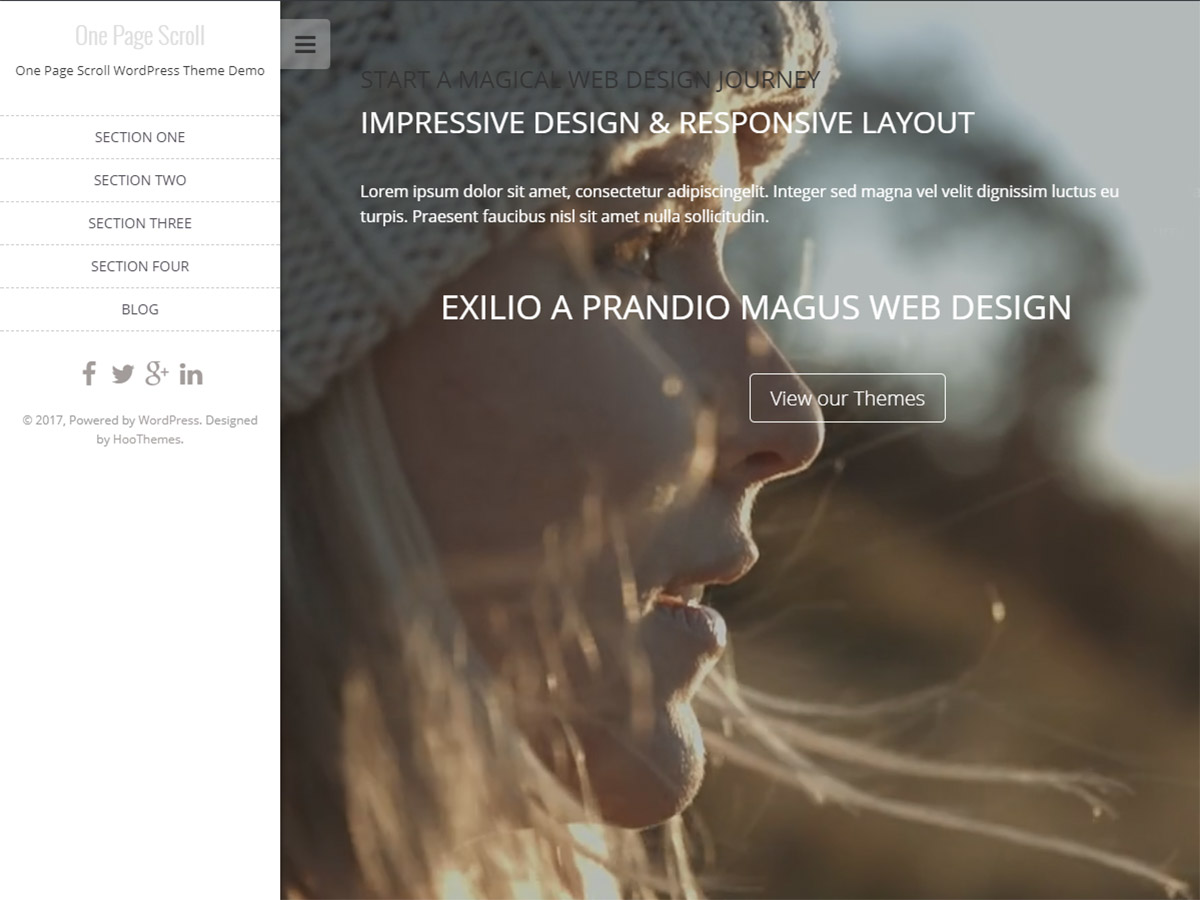 One Page Scroll
One Page Scroll WordPress Theme Demo
SECTION ONE
SECTION TWO
SECTION THREE
SECTION FOUR
BLOG
© 2017, Powered by WordPress. Designed
by HooThemes.
START A MAGICAL WEB DESIGN JOURNEY
IMPRESSIVE DESIGN & RESPONSIVE LAYOUT
Lorem ipsum dolor sit amet, consectetur adipiscingelit. Integer sed magna vel velit dignissim luctus eu
turpis. Praesent faucibus nisl sit amet nulla sollicitudin.
EXILIO A PRANDIO MAGUS WEB DESIGN
View our Themes